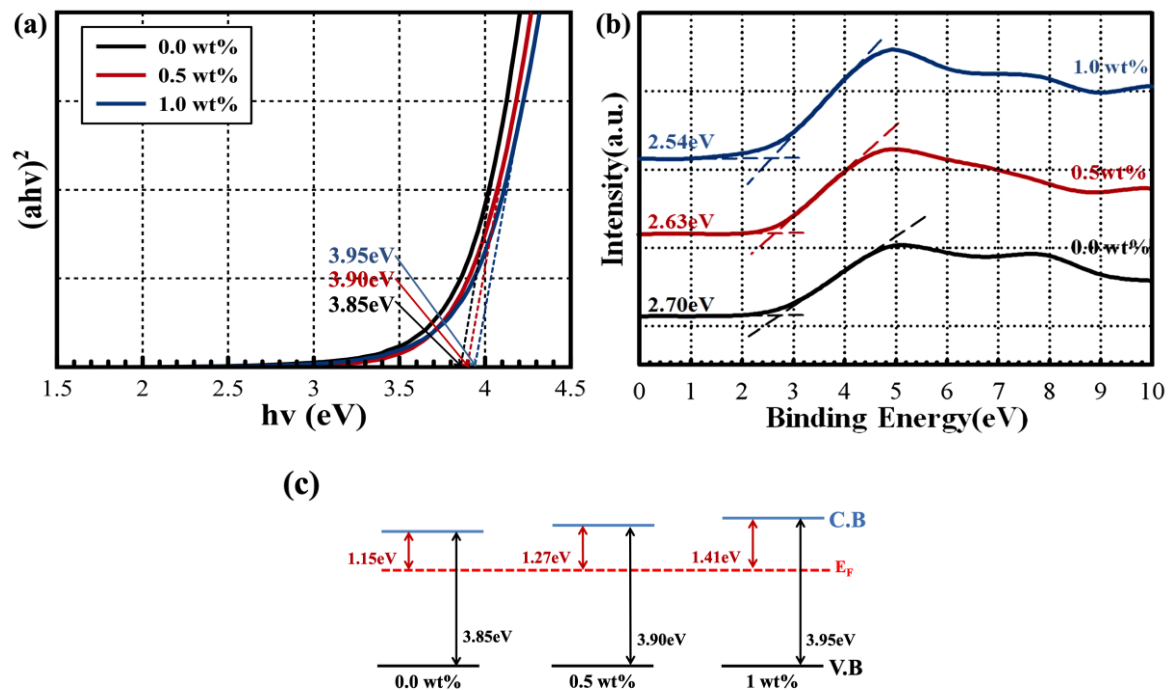 (a)
0.0 wt%
0.5 wt%
1.0 wt%
(ahν)²
3.95eV
3.90eV
3.85eV
1.5 2 2.5 3 3.5 4 4.5
hν (eV)
(b)
1.0 wt%
2.54eV
0.5wt%
2.63eV
0.0wt%
2.70eV
Intensity(a.u.)
0 1 2 3 4 5 6 7 8 9 10
Binding Energy(eV)
(c)
C.B
1.15eV 1.27eV 1.41eV
E_F
3.85eV 3.90eV 3.95eV
V.B
0.0 wt% 0.5 wt% 1 wt%